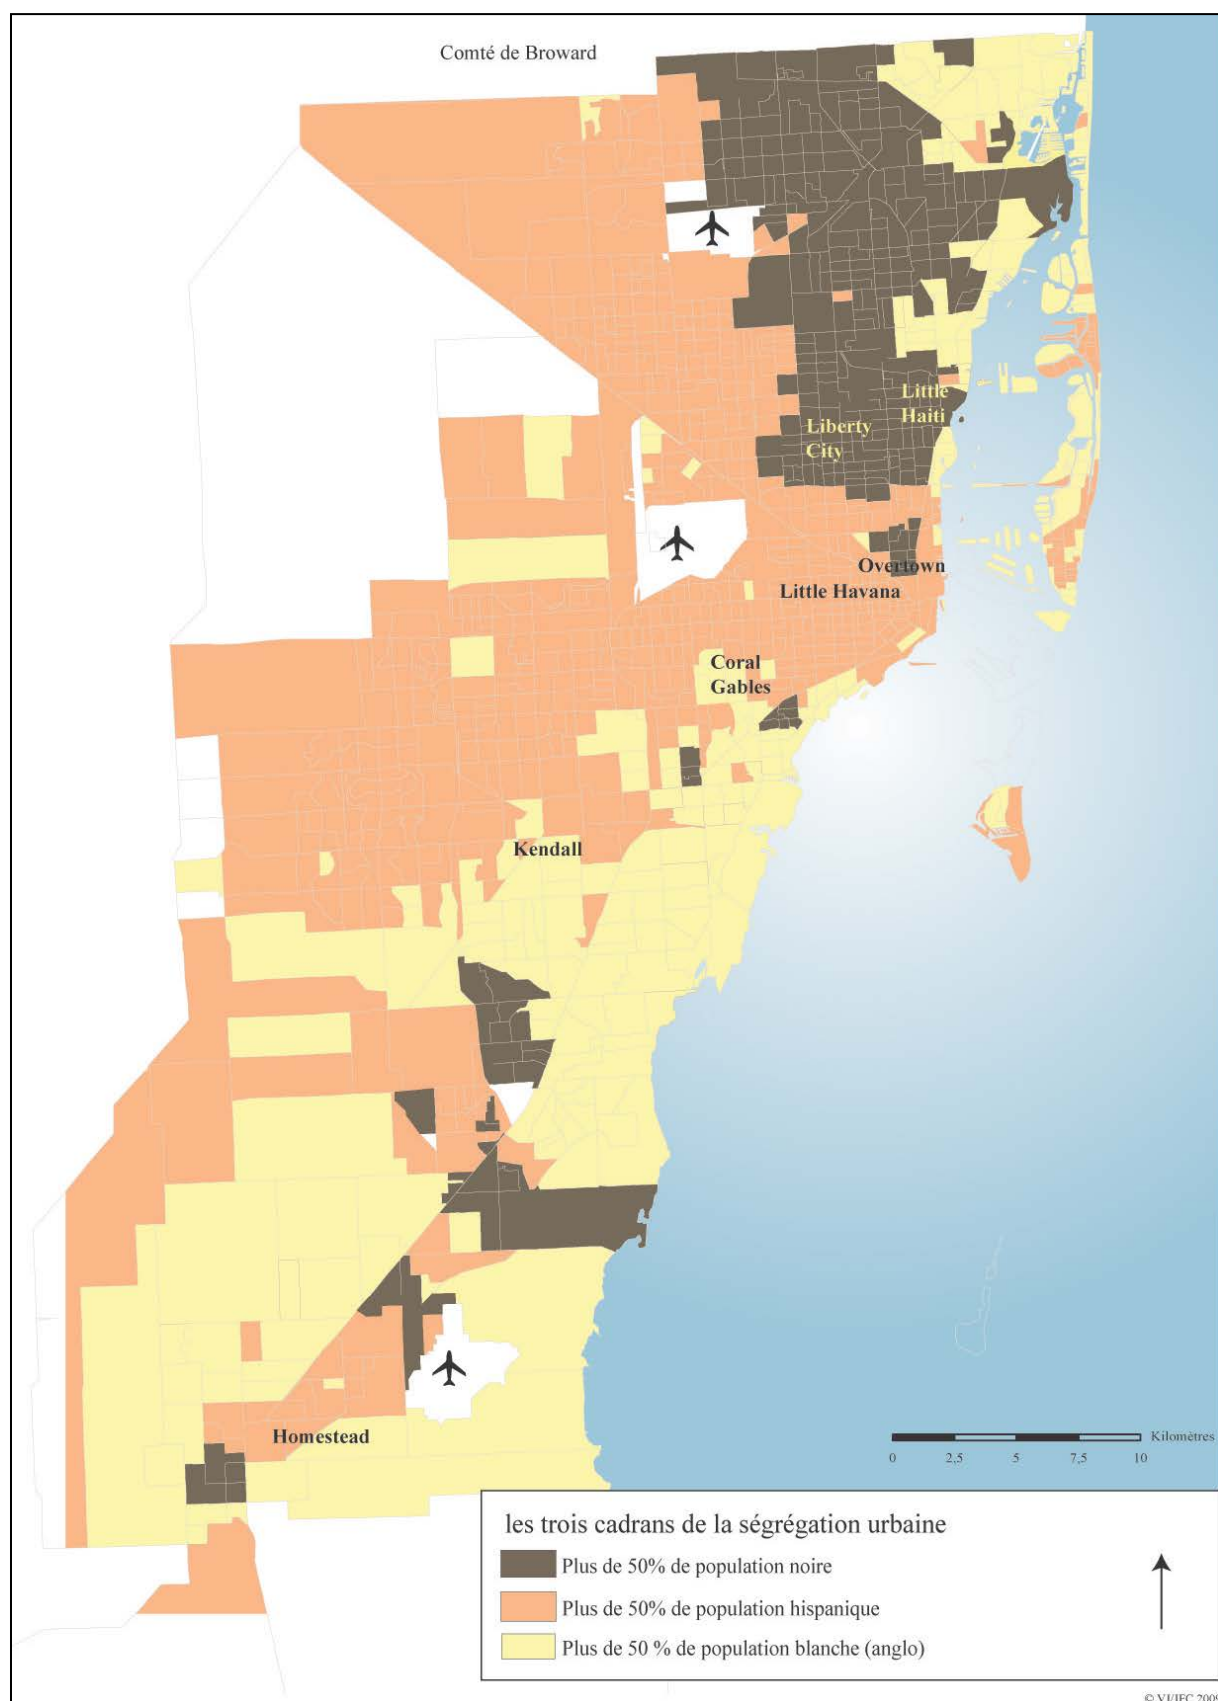 Comté de Broward
Little
Haiti
Liberty
City
Overtown
Little Havana
Coral
Gables
Kendall
Homestead
Kilomètres
0 2,5 5 7,5 10
les trois cadrans de la ségrégation urbaine
Plus de 50% de population noire
Plus de 50% de population hispanique
Plus de 50 % de population blanche (anglo)